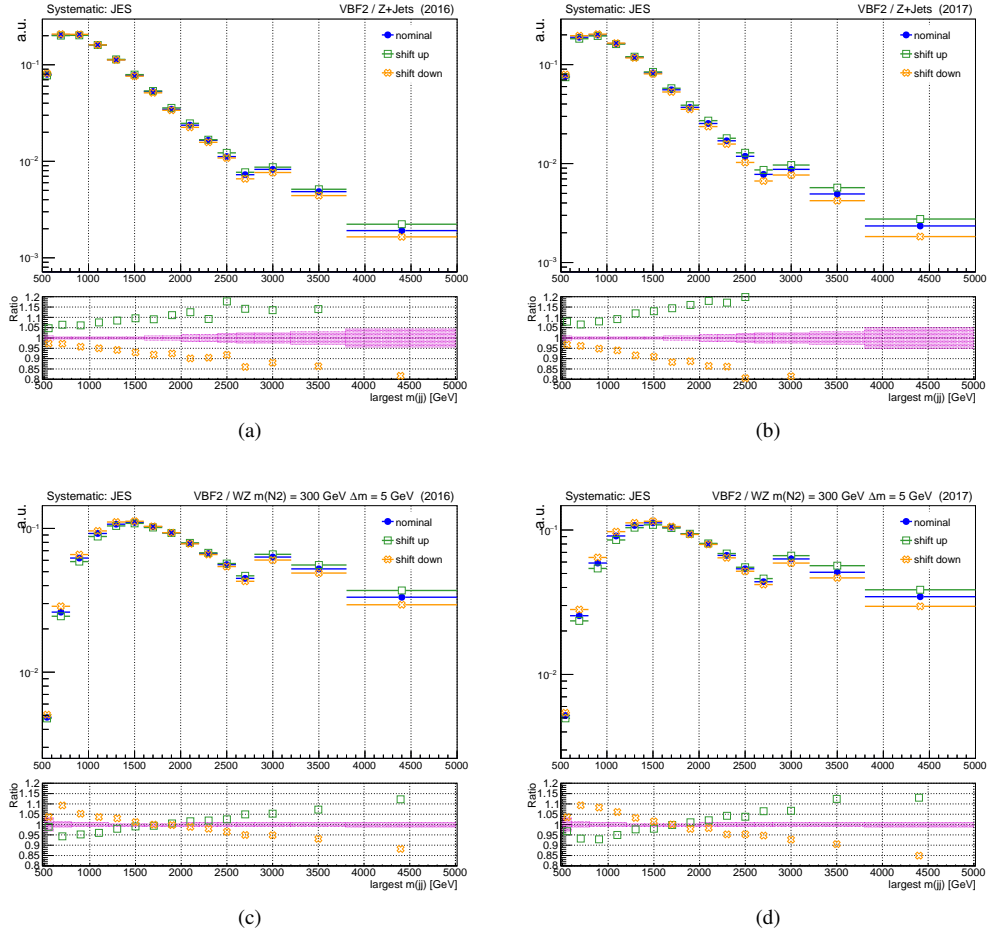 Systematic: JES VBF2 / Z+Jets (2016)
a.u.
nominal
shift up
shift down
10⁻¹
10⁻²
10⁻³
500 1000 1500 2000 2500 3000 3500 4000 4500 5000
Ratio
1.2
1.15
1.1
1.05
1
0.95
0.9
0.85
0.8
500 1000 1500 2000 2500 3000 3500 4000 4500 5000
largest m(jj) [GeV]
(a)
Systematic: JES VBF2 / Z+Jets (2017)
a.u.
nominal
shift up
shift down
10⁻¹
10⁻²
10⁻³
500 1000 1500 2000 2500 3000 3500 4000 4500 5000
Ratio
1.2
1.15
1.1
1.05
1
0.95
0.9
0.85
0.8
500 1000 1500 2000 2500 3000 3500 4000 4500 5000
largest m(jj) [GeV]
(b)
Systematic: JES VBF2 / WZ m(N2) = 300 GeV Δm = 5 GeV (2016)
a.u.
nominal
shift up
shift down
10⁻¹
10⁻²
500 1000 1500 2000 2500 3000 3500 4000 4500 5000
Ratio
1.2
1.15
1.1
1.05
1
0.95
0.9
0.85
0.8
500 1000 1500 2000 2500 3000 3500 4000 4500 5000
largest m(jj) [GeV]
(c)
Systematic: JES VBF2 / WZ m(N2) = 300 GeV Δm = 5 GeV (2017)
a.u.
nominal
shift up
shift down
10⁻¹
10⁻²
500 1000 1500 2000 2500 3000 3500 4000 4500 5000
Ratio
1.2
1.15
1.1
1.05
1
0.95
0.9
0.85
0.8
500 1000 1500 2000 2500 3000 3500 4000 4500 5000
largest m(jj) [GeV]
(d)